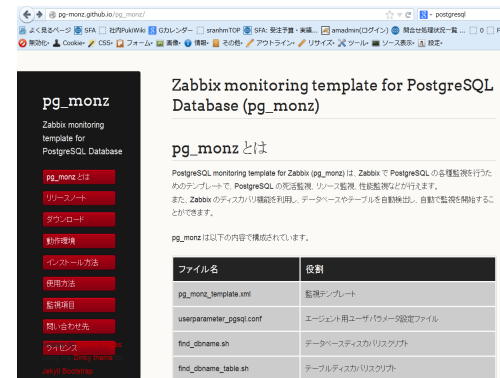 pg-monz.github.io/pg_monz/
postgresql
よく見るページ SFA 社内PukiWiki Gカレンダー sranhmTOP SFA: 受注予算・実績... amadmin(ログイン) 問合せ処理状況一覧 ...
無効化 Cookie CSS フォーム 画像 情報 その他 アウトライン リサイズ ツール ソース表示 設定
pg_monz
Zabbix monitoring
template for
PostgreSQL Database
pg_monz とは
リリースノート
ダウンロード
動作環境
インストール方法
使用方法
監視項目
問い合わせ先
ライセンス
Jekyll Bootstrap
Zabbix monitoring template for PostgreSQL
Database (pg_monz)
pg_monz とは
PostgreSQL monitoring template for Zabbix (pg_monz) は、Zabbix で PostgreSQL の各種監視を行うた
めのテンプレートで、PostgreSQL の死活監視、リソース監視、性能監視などが行えます。
また、Zabbix のディスカバリ機能を利用し、データベースやテーブルを自動検出し、自動で監視を開始するこ
とができます。
pg_monz は以下の内容で構成されています。
ファイル名 役割
pg_monz_template.xml 監視テンプレート
userparameter_pgsql.conf エージェント用ユーザパラメータ設定ファイル
find_dbname.sh データベースディスカバリスクリプト
find_dbname_table.sh テーブルディスカバリスクリプト